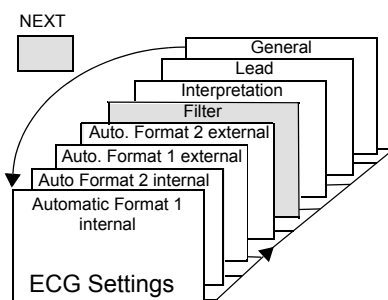 NEXT
General
Lead
Interpretation
Filter
Auto. Format 2 external
Auto. Format 1 external
Auto Format 2 internal
Automatic Format 1
internal
ECG Settings